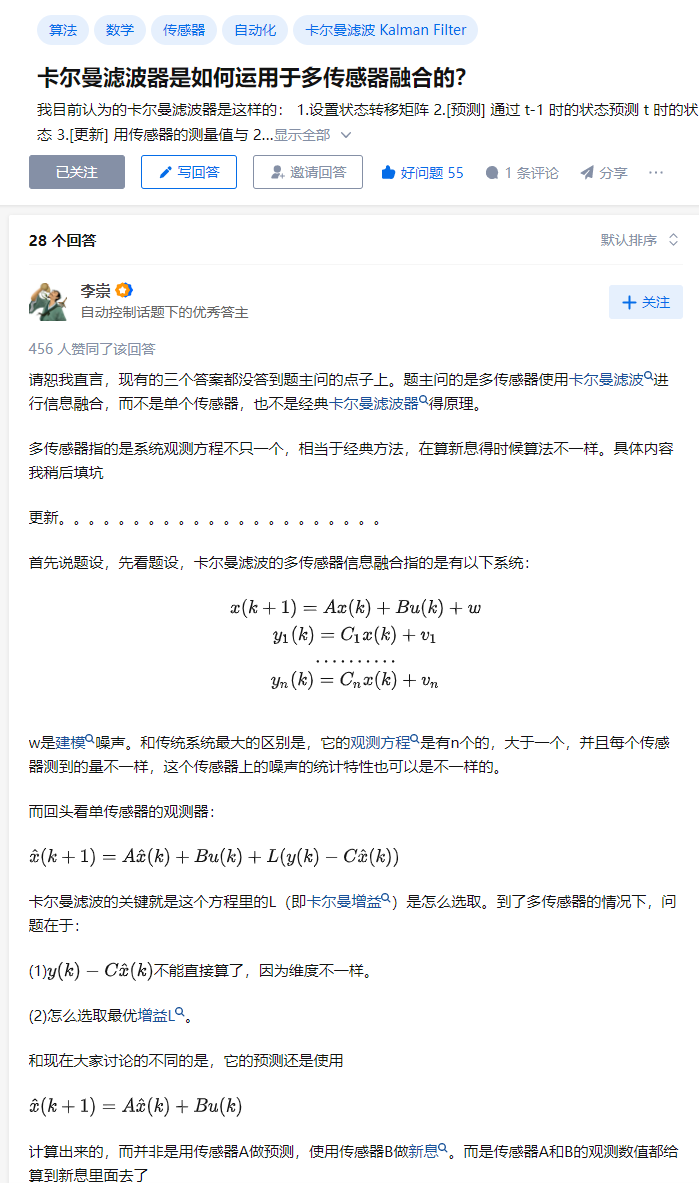 算法 数学 传感器 自动化 卡尔曼滤波 Kalman Filter
卡尔曼滤波器是如何运用于多传感器融合的?
我目前认为的卡尔曼滤波器是这样的： 1.设置状态转移矩阵 2.[预测] 通过 t-1 时的状态预测 t 时的状
态 3.[更新] 用传感器的测量值与 2...显示全部
已关注 写回答 邀请回答 好问题 55 1 条评论 分享 ···
28 个回答 默认排序
李崇
自动控制话题下的优秀答主
+ 关注
456 人赞同了该回答
请恕我直言，现有的三个答案都没答到题主问的点子上。题主问的是多传感器使用卡尔曼滤波进
行信息融合，而不是单个传感器，也不是经典卡尔曼滤波器得原理。
多传感器指的是系统观测方程不只一个，相当于经典方法，在算新息得时候算法不一样。具体内容
我稍后填坑
更新。。。。。。。。。。。。。。。。。。。。。。
首先说题设，先看题设，卡尔曼滤波的多传感器信息融合指的是有以下系统：
x(k + 1) = Ax(k) + Bu(k) + w
y₁(k) = C₁x(k) + v₁
..........
yₙ(k) = Cₙx(k) + vₙ
w是建模噪声。和传统系统最大的区别是，它的观测方程是有n个的，大于一个，并且每个传感
器测到的量不一样，这个传感器上的噪声的统计特性也可以是不一样的。
而回头看单传感器的观测器：
x̂(k + 1) = Ax̂(k) + Bu(k) + L(y(k) − Cx̂(k))
卡尔曼滤波的关键就是这个方程里的L（即卡尔曼增益）是怎么选取。到了多传感器的情况下，问
题在于：
(1)y(k) − Cx̂(k)不能直接算了，因为维度不一样。
(2)怎么选取最优增益L。
和现在大家讨论的不同的是，它的预测还是使用
x̂(k + 1) = Ax̂(k) + Bu(k)
计算出来的，而并非是用传感器A做预测，使用传感器B做新息。而是传感器A和B的观测数值都给
算到新息里面去了